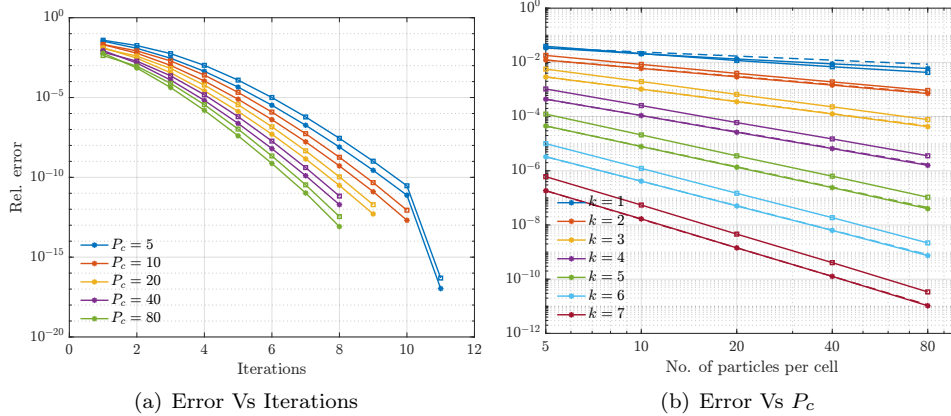 10^0
10^{-5}
10^{-10}
10^{-15}
10^{-20}
Rel. error
P_c = 5
P_c = 10
P_c = 20
P_c = 40
P_c = 80
0 2 4 6 8 10 12
Iterations
(a) Error Vs Iterations
10^0
10^{-2}
10^{-4}
10^{-6}
10^{-8}
10^{-10}
10^{-12}
k = 1
k = 2
k = 3
k = 4
k = 5
k = 6
k = 7
5 10 20 40 80
No. of particles per cell
(b) Error Vs P_c